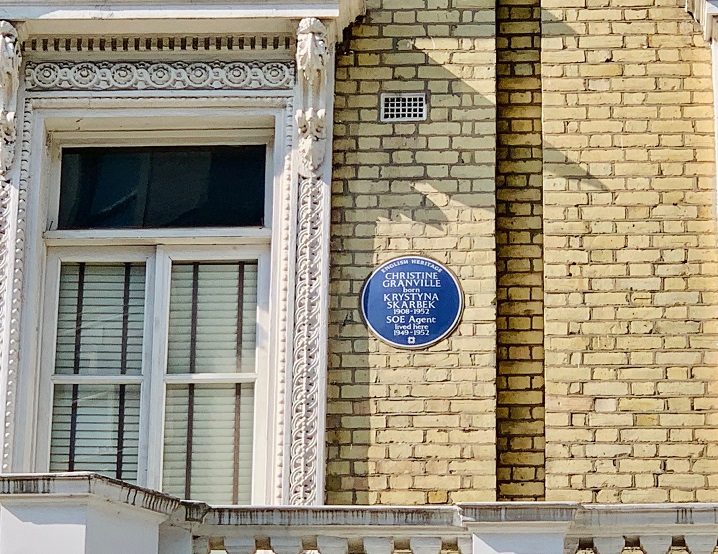 ENGLISH HERITAGE
CHRISTINE
GRANVILLE
born
KRYSTYNA
SKARBEK
1908-1952
SOE Agent
lived here
1949-1952